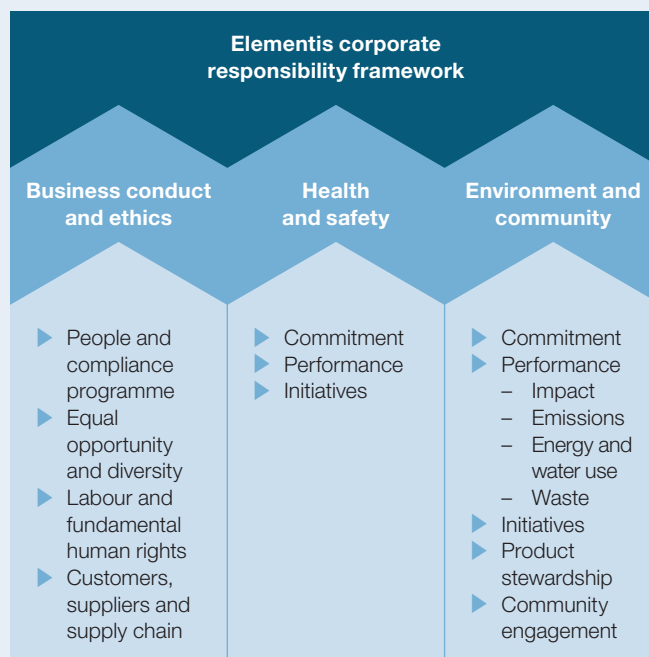 Elementis corporate
responsibility framework
Business conduct
and ethics
People and
compliance
programme
Equal
opportunity
and diversity
Labour and
fundamental
human rights
Customers,
suppliers and
supply chain
Health
and safety
Commitment
Performance
Initiatives
Environment and
community
Commitment
Performance
– Impact
– Emissions
– Energy and
water use
– Waste
Initiatives
Product
stewardship
Community
engagement